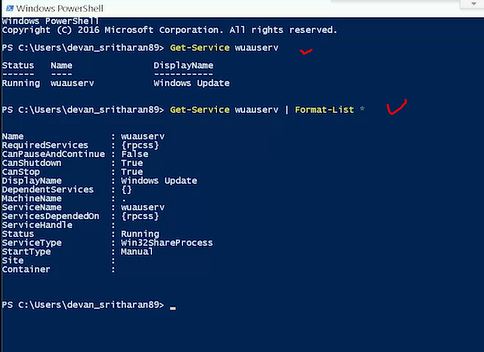 Windows PowerShell
Windows PowerShell
Copyright (C) 2016 Microsoft Corporation. All rights reserved.
PS C:\Users\devan_sritharan89> Get-Service wuauserv
Status   Name               DisplayName
------   ----               -----------
Running  wuauserv           Windows Update
PS C:\Users\devan_sritharan89> Get-Service wuauserv | Format-List *
Name                : wuauserv
RequiredServices    : {rpcss}
CanPauseAndContinue : False
CanShutdown         : True
CanStop             : True
DisplayName         : Windows Update
DependentServices   : {}
MachineName         : .
ServiceName         : wuauserv
ServicesDependedOn  : {rpcss}
ServiceHandle       :
Status              : Running
ServiceType         : Win32ShareProcess
StartType           : Manual
Site                :
Container           :
PS C:\Users\devan_sritharan89> _